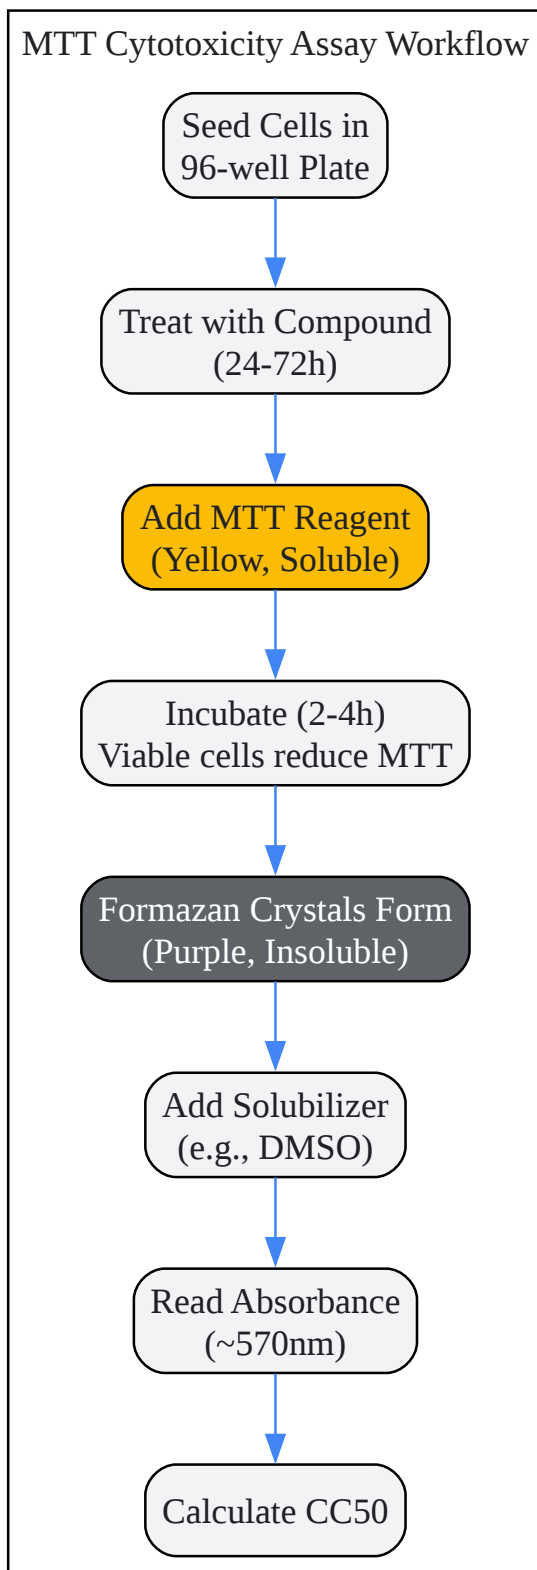 MTT Cytotoxicity Assay Workflow
Seed Cells in
96-well Plate
Treat with Compound
(24-72h)
Add MTT Reagent
(Yellow, Soluble)
Incubate (2-4h)
Viable cells reduce MTT
Formazan Crystals Form
(Purple, Insoluble)
Add Solubilizer
(e.g., DMSO)
Read Absorbance
(~570nm)
Calculate CC50